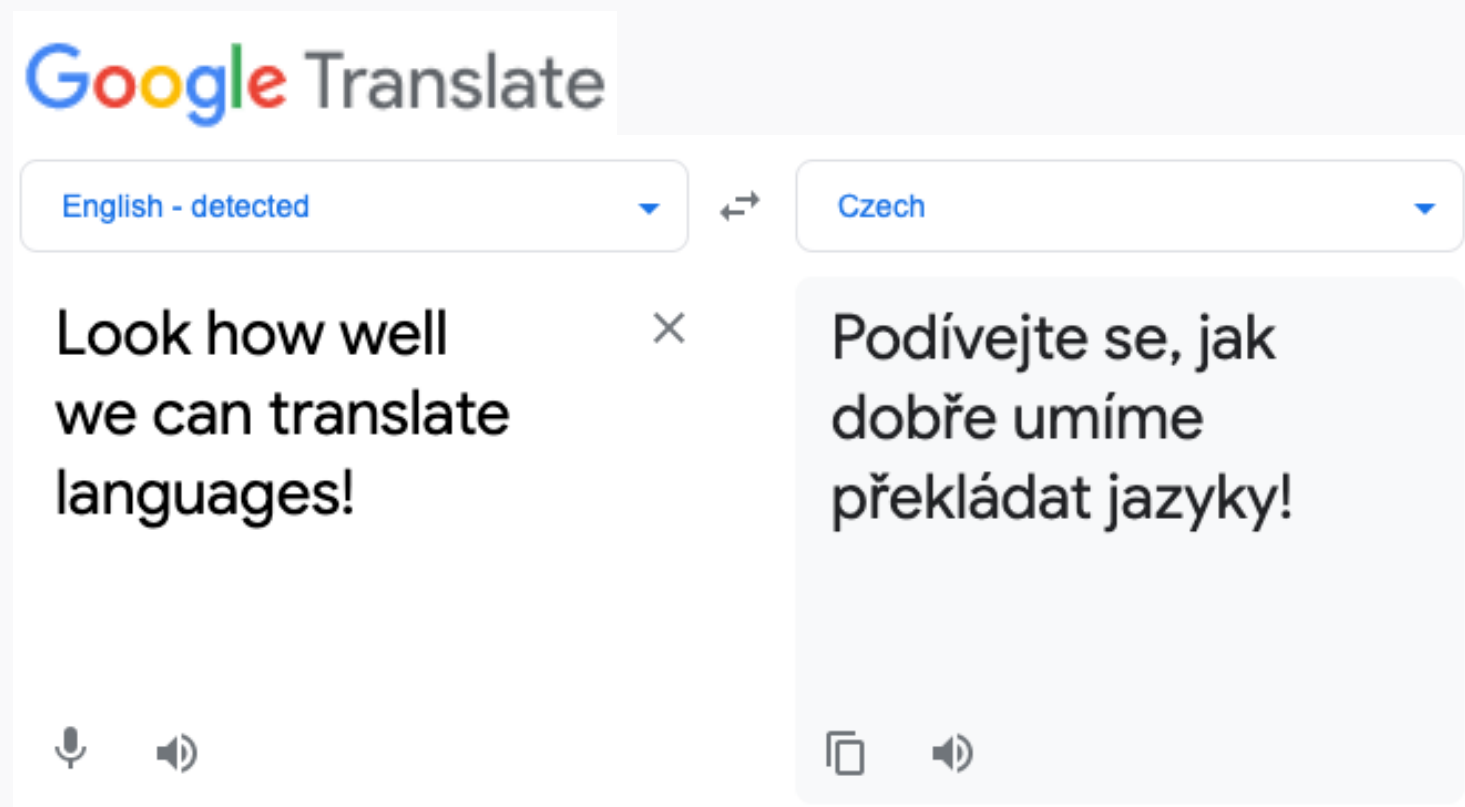 Google Translate
English - detected
Czech
Look how well
we can translate
languages!
Podívejte se, jak
dobře umíme
překládat jazyky!